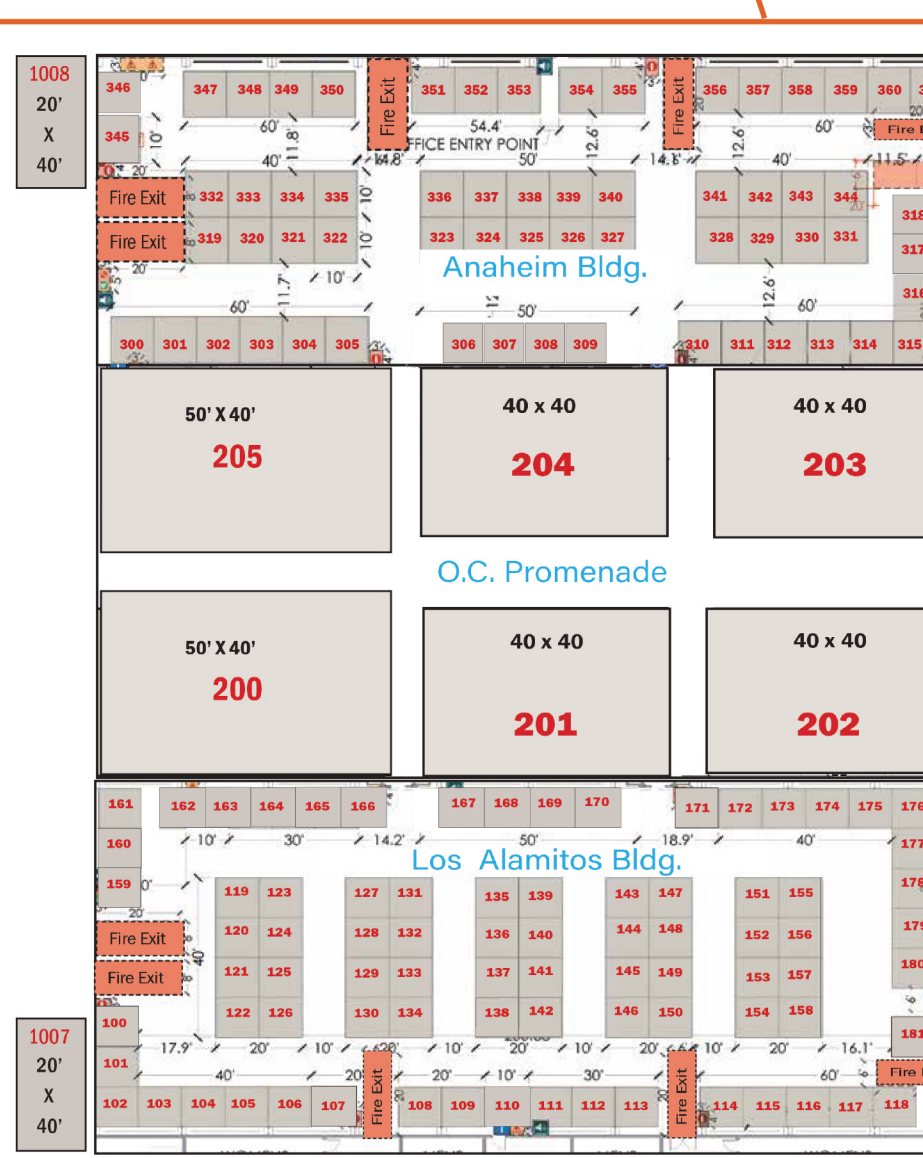 1008
20'
X
40'
346
347 348 349 350
Fire Exit
351 352 353
354 355
Fire Exit
356 357 358 359 360
345
10'
60'
11.8'
54.4'
FFICE ENTRY POINT
12.6'
12.6'
60'
Fire
20'
40'
14.8'
50'
14.1'
40'
11.5'
Fire Exit
332 333 334 335
10'
336 337 338 339 340
341 342 343 344
318
Fire Exit
319 320 321 322
10'
323 324 325 326 327
328 329 330 331
317
20'
11.7'
10'
Anaheim Bldg.
12.6'
316
60'
50'
60'
300 301 302 303 304 305
306 307 308 309
310 311 312 313 314 315
50' X 40'
205
40 x 40
204
40 x 40
203
O.C. Promenade
50' X 40'
200
40 x 40
201
40 x 40
202
161
162 163 164 165 166
167 168 169 170
171 172 173 174 175 176
160
10'
30'
14.2'
50'
18.9'
40'
177
Los Alamitos Bldg.
159
119 123
127 131
135 139
143 147
151 155
178
20'
Fire Exit
8'
120 124
128 132
136 140
144 148
152 156
179
40'
Fire Exit
8'
121 125
129 133
137 141
145 149
153 157
180
100
122 126
130 134
138 142
146 150
154 158
181
1007
20'
X
40'
17.9'
20'
10'
20'
10'
20'
10'
20'
10'
20'
16.1'
101
40'
20'
Fire Exit
20'
10'
30'
Fire Exit
60'
6'
Fire
102 103 104 105 106 107
108 109 110 111 112 113
114 115 116 117 118